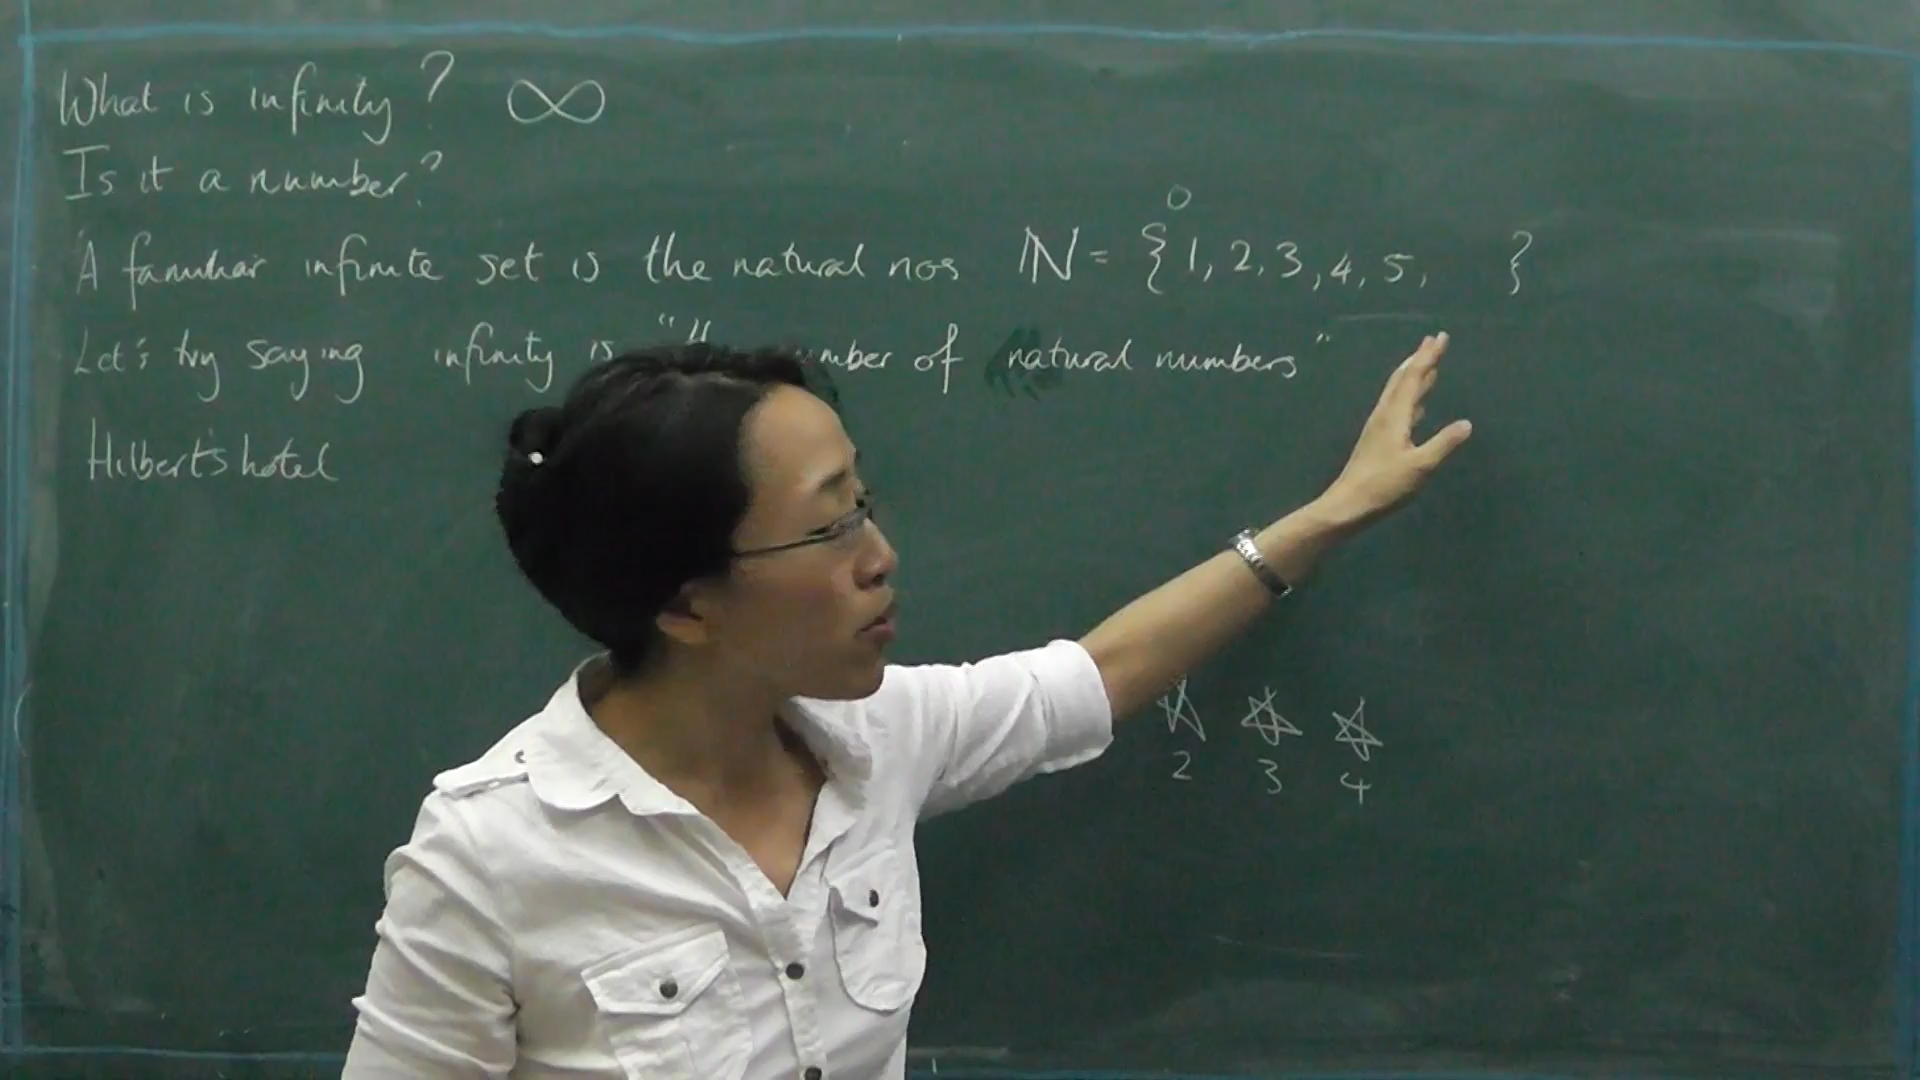 What is infinity? ∞
Is it a number?
0
A familiar infinite set is the natural nos ℕ = {1, 2, 3, 4, 5, }
Let's try saying infinity is " number of natural numbers"
Hilbert's hotel
2 3 4